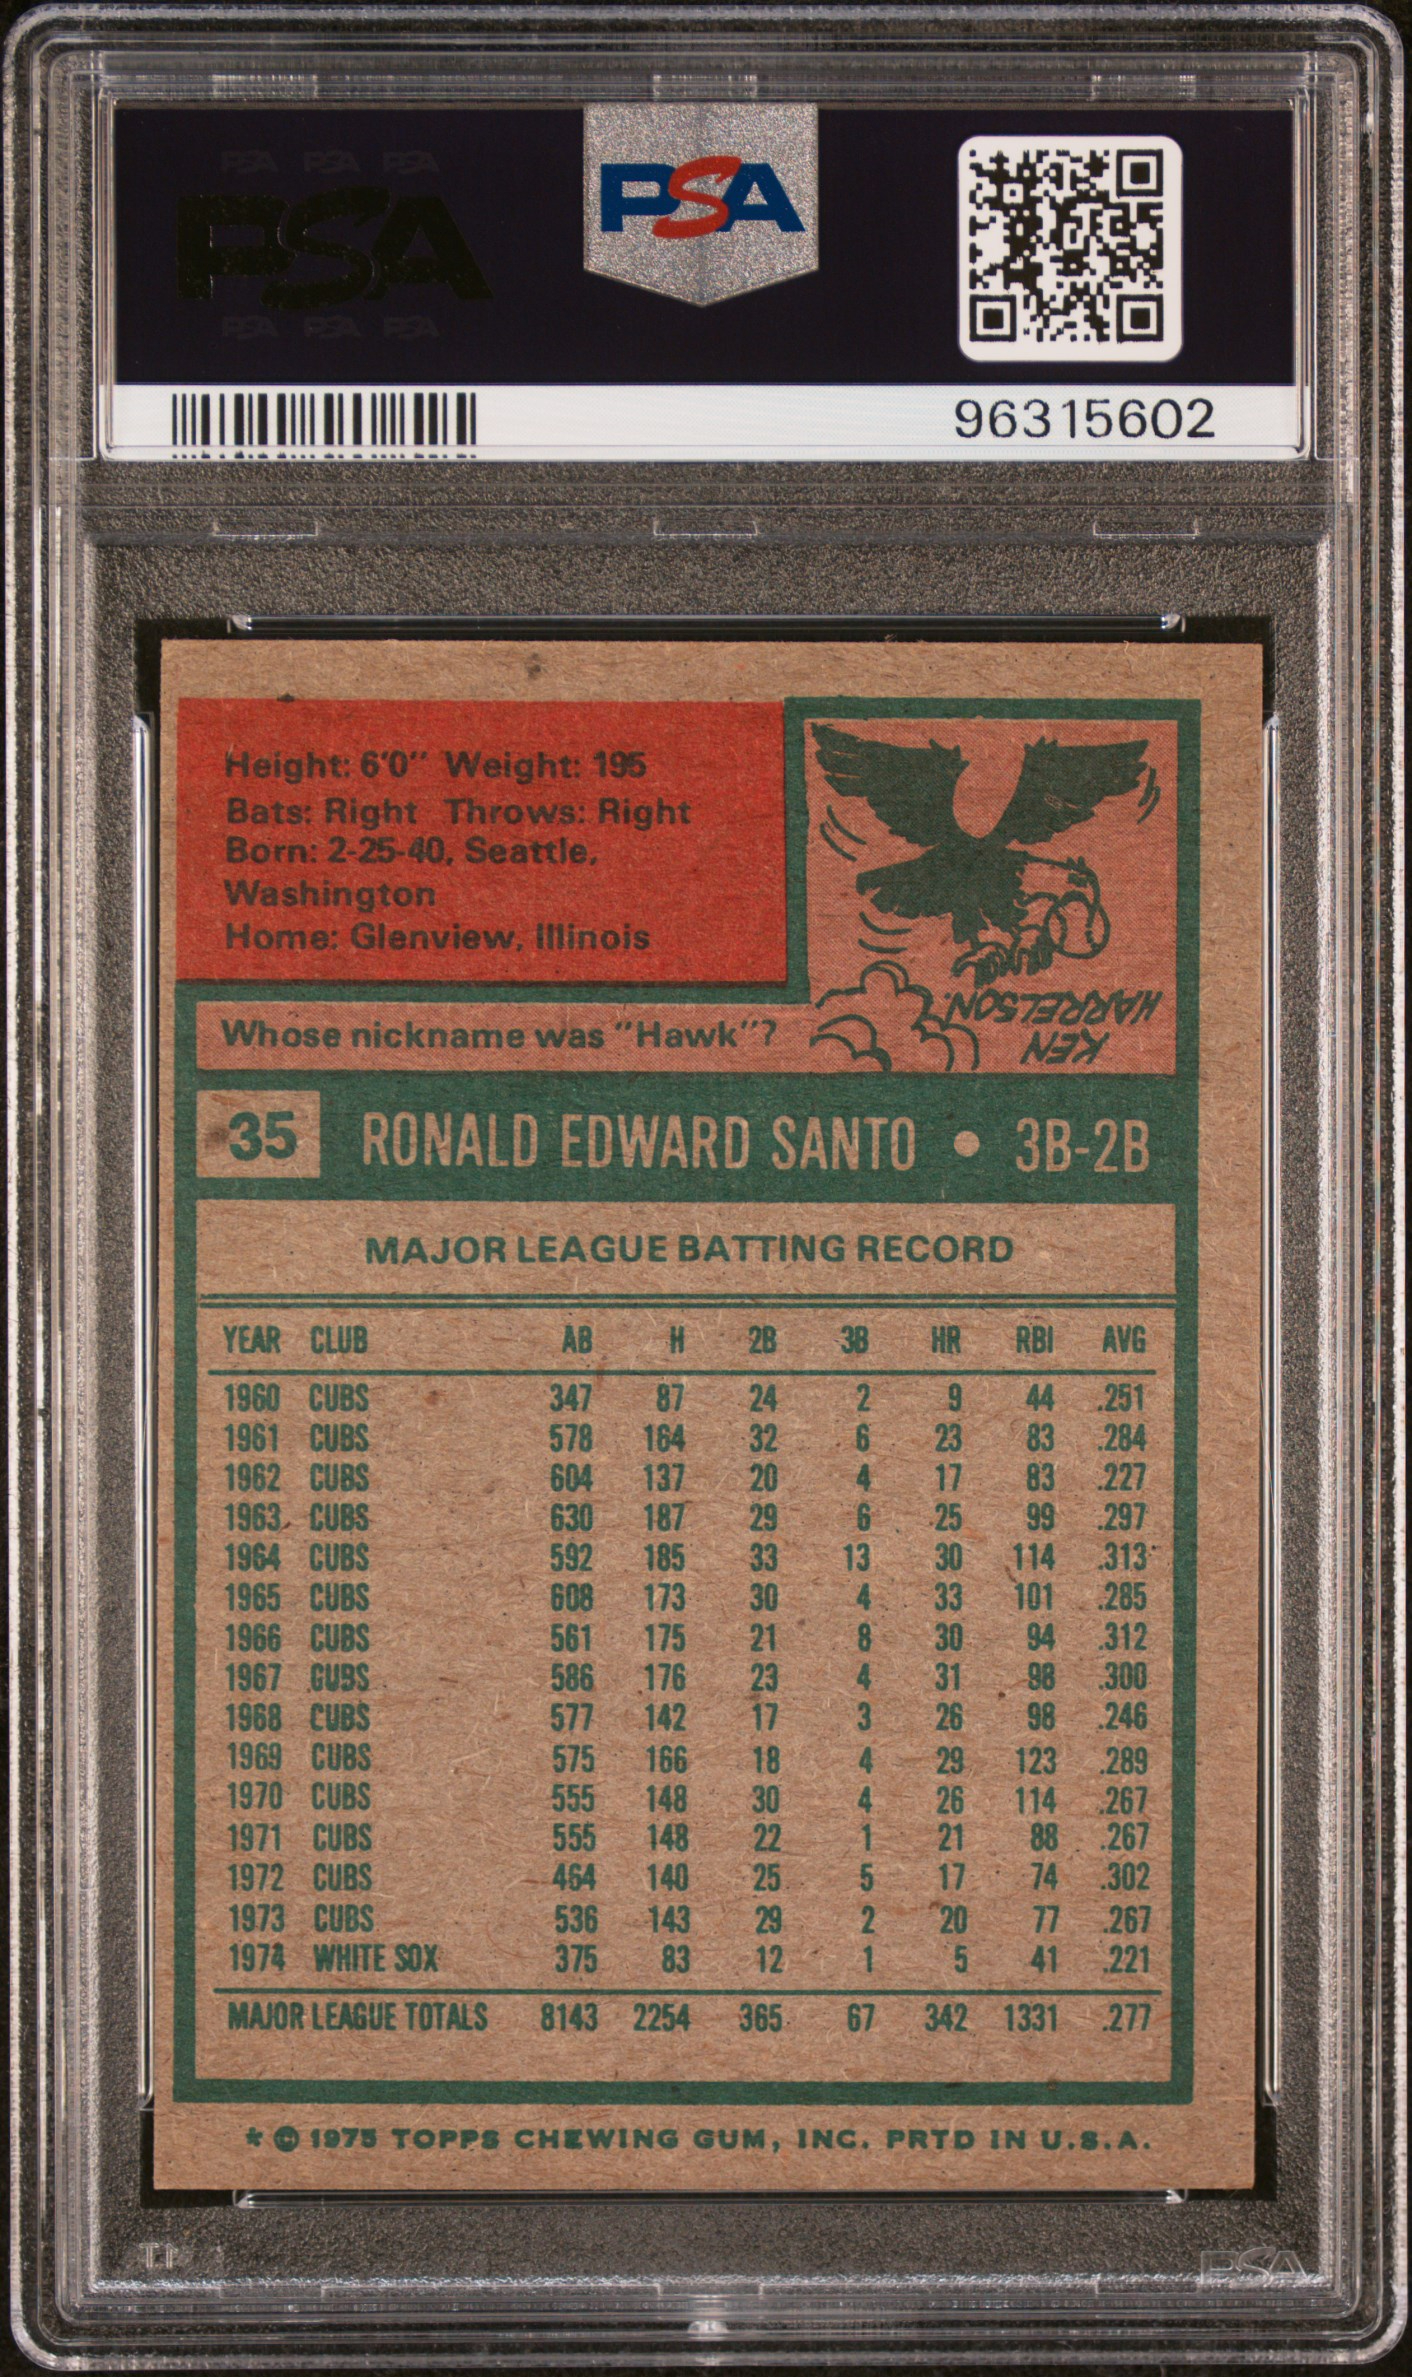 PSA PSA PSA
PSA
PSA PSA PSA
PSA
96315602
Height: 6'0" Weight: 195
Bats: Right Throws: Right
Born: 2-25-40, Seattle,
Washington
Home: Glenview, Illinois
Whose nickname was "Hawk"?
KEN
HARRELSON.
35 RONALD EDWARD SANTO • 3B-2B
MAJOR LEAGUE BATTING RECORD
YEAR CLUB AB H 2B 3B HR RBI AVG
1960 CUBS 347 87 24 2 9 44 .251
1961 CUBS 578 164 32 6 23 83 .284
1962 CUBS 604 137 20 4 17 83 .227
1963 CUBS 630 187 29 6 25 99 .297
1964 CUBS 592 185 33 13 30 114 .313
1965 CUBS 608 173 30 4 33 101 .285
1966 CUBS 561 175 21 8 30 94 .312
1967 CUBS 586 176 23 4 31 98 .300
1968 CUBS 577 142 17 3 26 98 .246
1969 CUBS 575 166 18 4 29 123 .289
1970 CUBS 555 148 30 4 26 114 .267
1971 CUBS 555 148 22 1 21 88 .267
1972 CUBS 464 140 25 5 17 74 .302
1973 CUBS 536 143 29 2 20 77 .267
1974 WHITE SOX 375 83 12 1 5 41 .221
MAJOR LEAGUE TOTALS 8143 2254 365 67 342 1331 .277
* © 1975 TOPPS CHEWING GUM, INC. PRTD IN U.S.A.
PSA